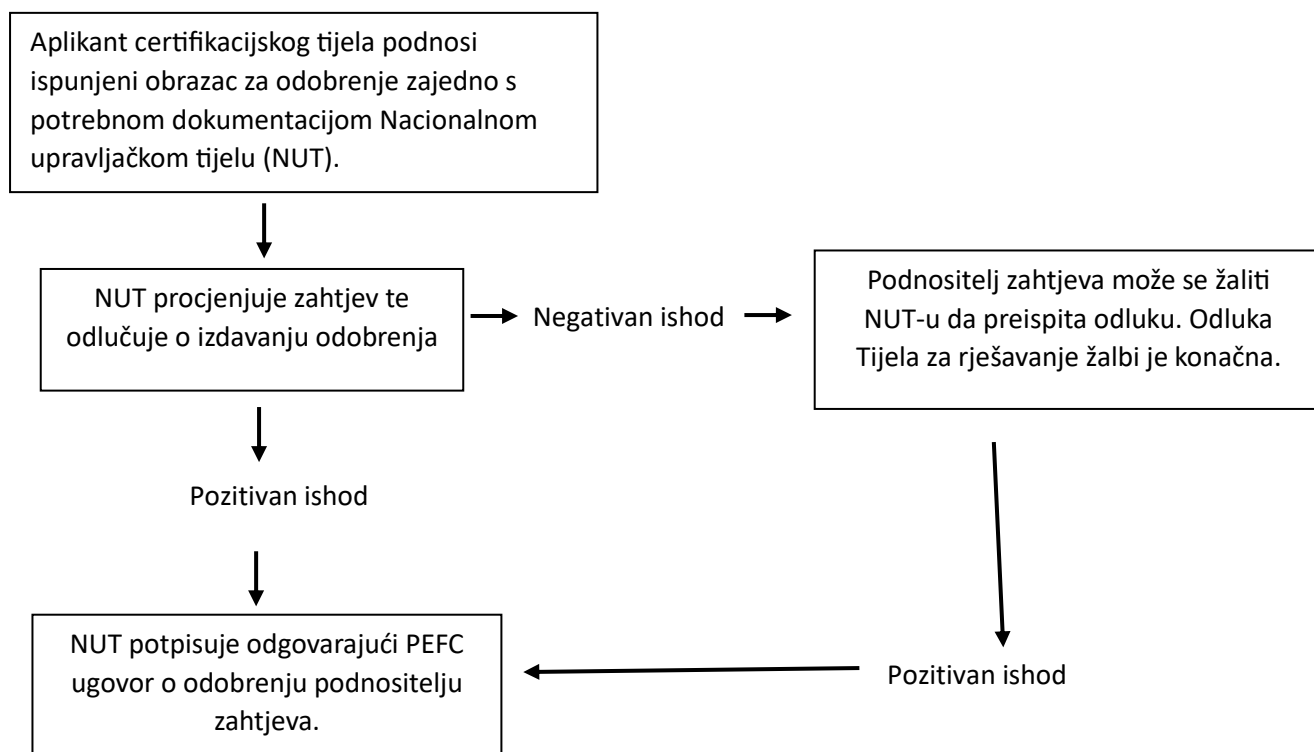 Aplikant certifikacijskog tijela podnosi
ispunjeni obrazac za odobrenje zajedno s
potrebnom dokumentacijom Nacionalnom
upravljačkom tijelu (NUT).
NUT procjenjuje zahtjev te
odlučuje o izdavanju odobrenja
Negativan ishod
Podnositelj zahtjeva može se žaliti
NUT-u da preispita odluku. Odluka
Tijela za rješavanje žalbi je konačna.
Pozitivan ishod
NUT potpisuje odgovarajući PEFC
ugovor o odobrenju podnositelju
zahtjeva.
Pozitivan ishod